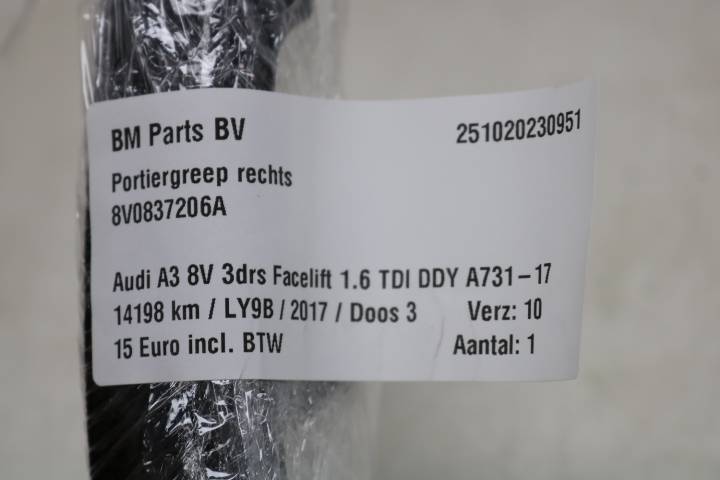 BM Parts BV 251020230951
Portiergreep rechts
8V0837206A
Audi A3 8V 3drs Facelift 1.6 TDI DDY A731-17
14198 km / LY9B / 2017 / Doos 3 Verz: 10
15 Euro incl. BTW Aantal: 1